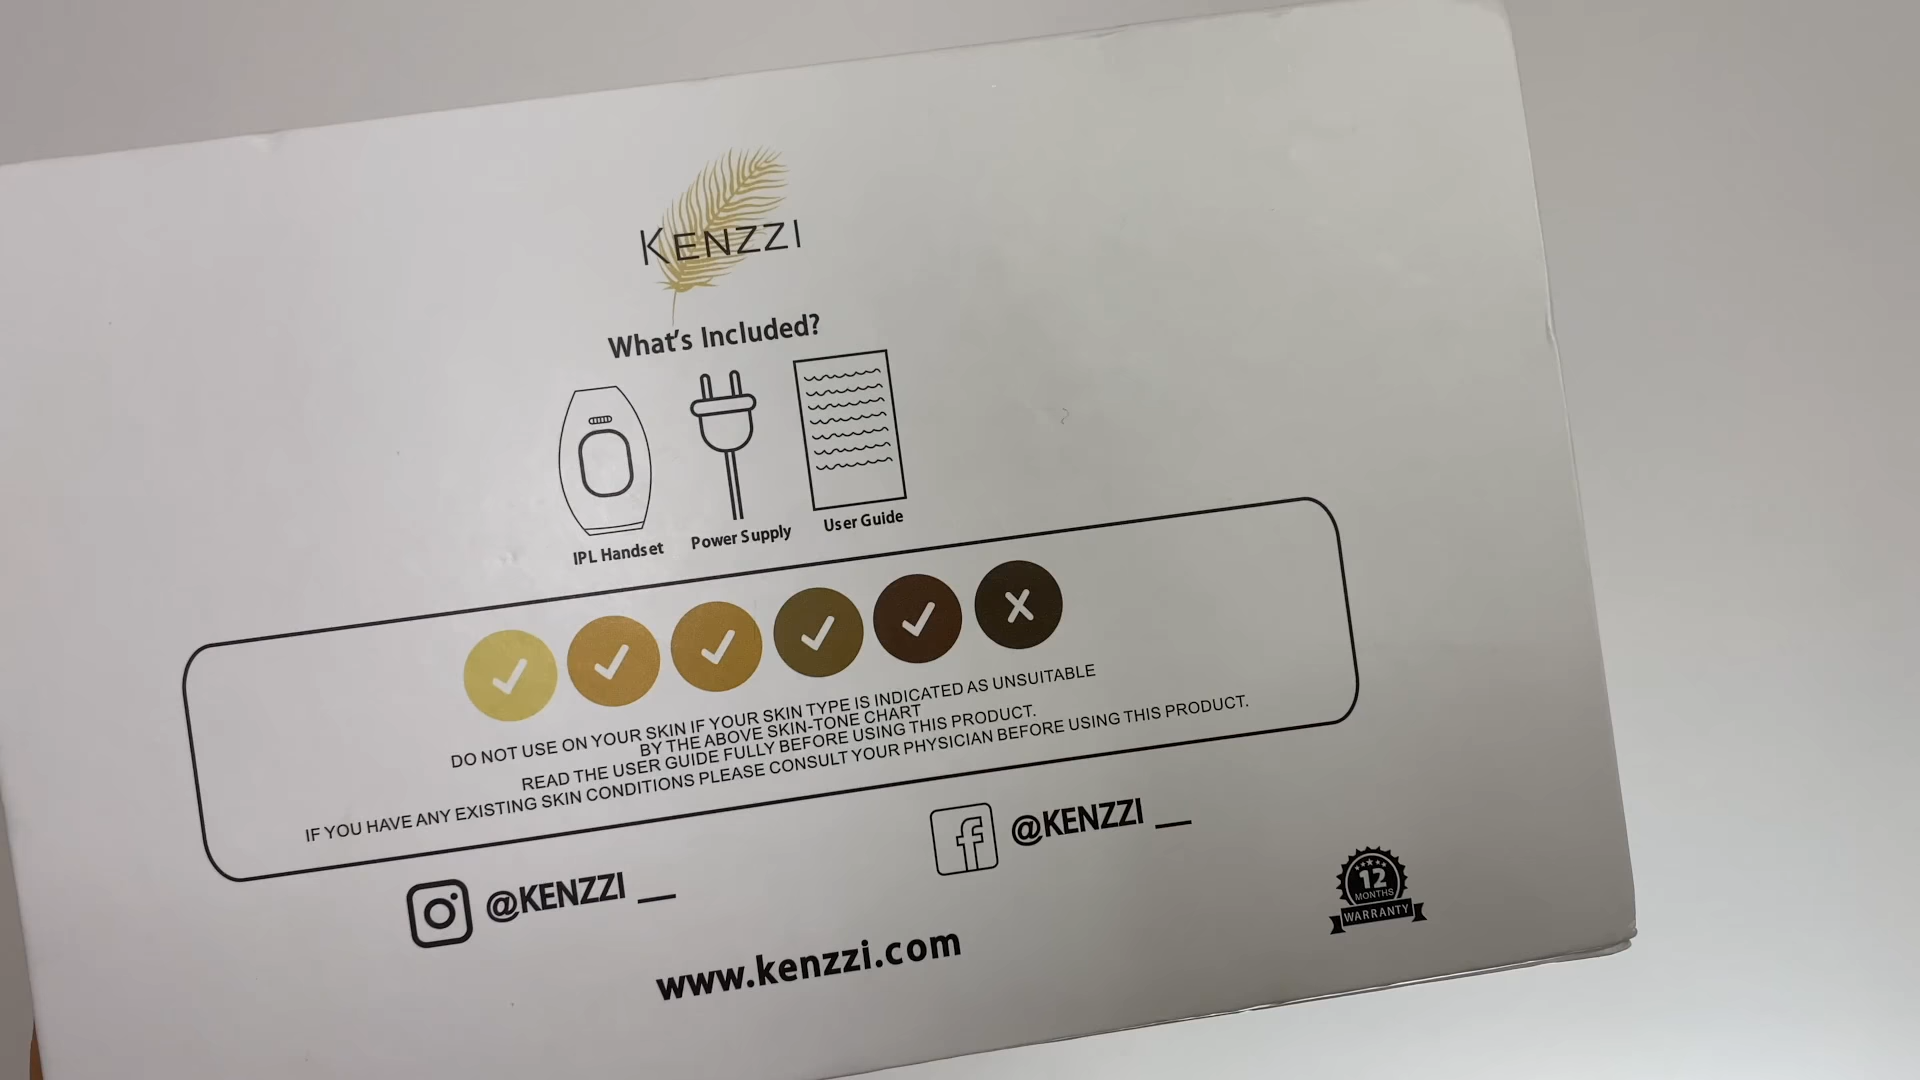 KENZZI
What's Included?
IPL Handset
Power Supply
User Guide
DO NOT USE ON YOUR SKIN IF YOUR SKIN TYPE IS INDICATED AS UNSUITABLE
BY THE ABOVE SKIN-TONE CHART
READ THE USER GUIDE FULLY BEFORE USING THIS PRODUCT.
IF YOU HAVE ANY EXISTING SKIN CONDITIONS PLEASE CONSULT YOUR PHYSICIAN BEFORE USING THIS PRODUCT.
@KENZZI __
@KENZZI __
12
MONTHS
WARRANTY
www.kenzzi.com